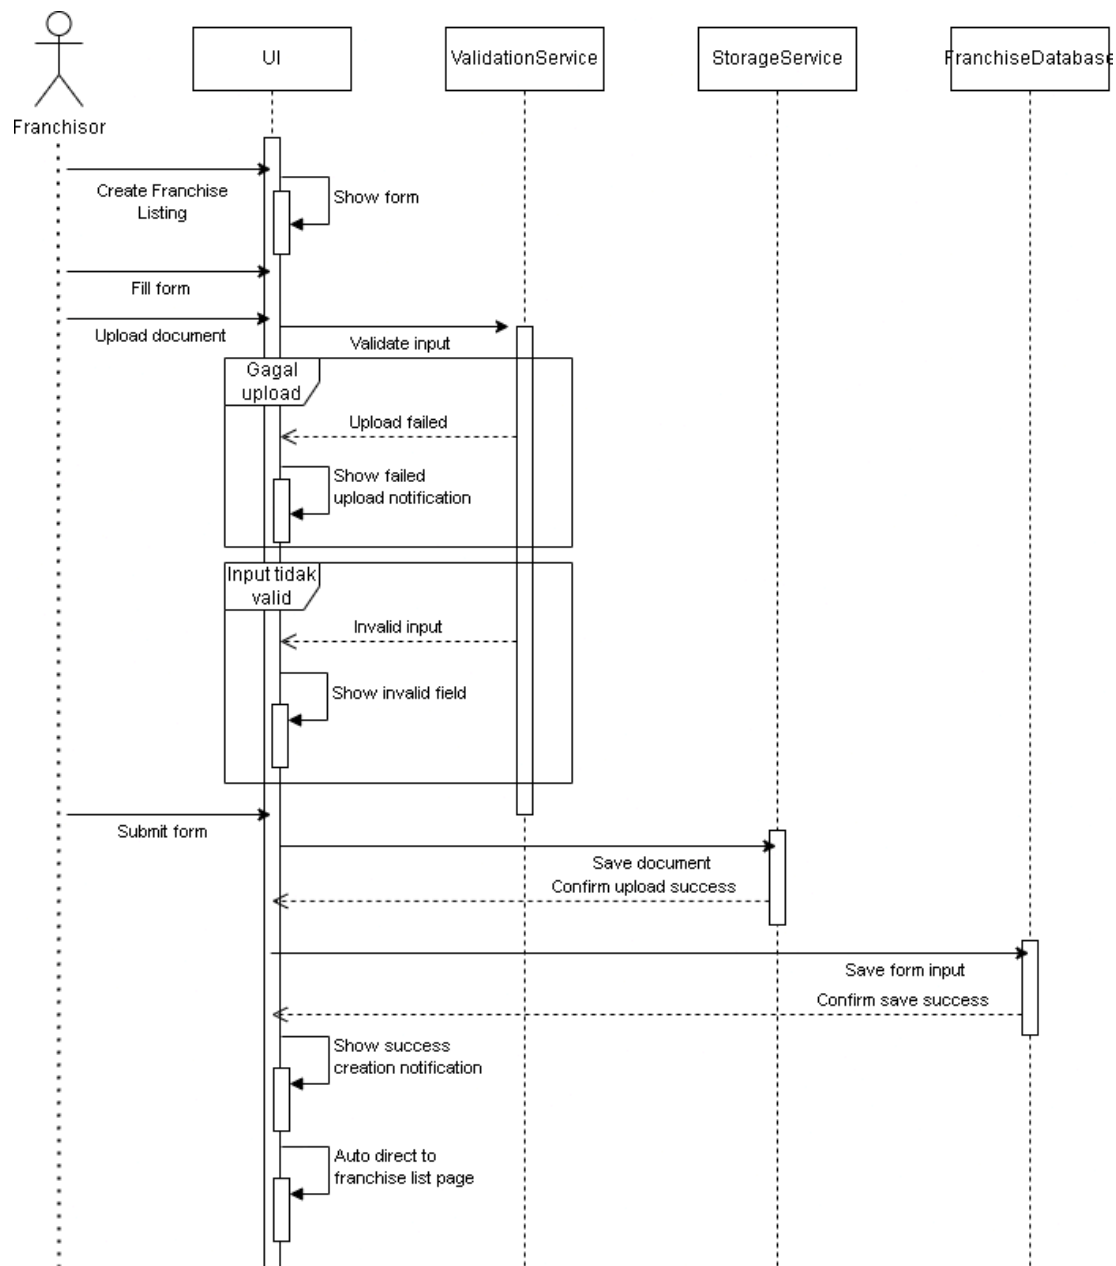 UI
ValidationService
StorageService
FranchiseDatabase
Franchisor
Create Franchise
Listing
Show form
Fill form
Upload document
Validate input
Gagal
upload
Upload failed
Show failed
upload notification
Input tidak
valid
Invalid input
Show invalid field
Submit form
Save document
Confirm upload success
Save form input
Confirm save success
Show success
creation notification
Auto direct to
franchise list page